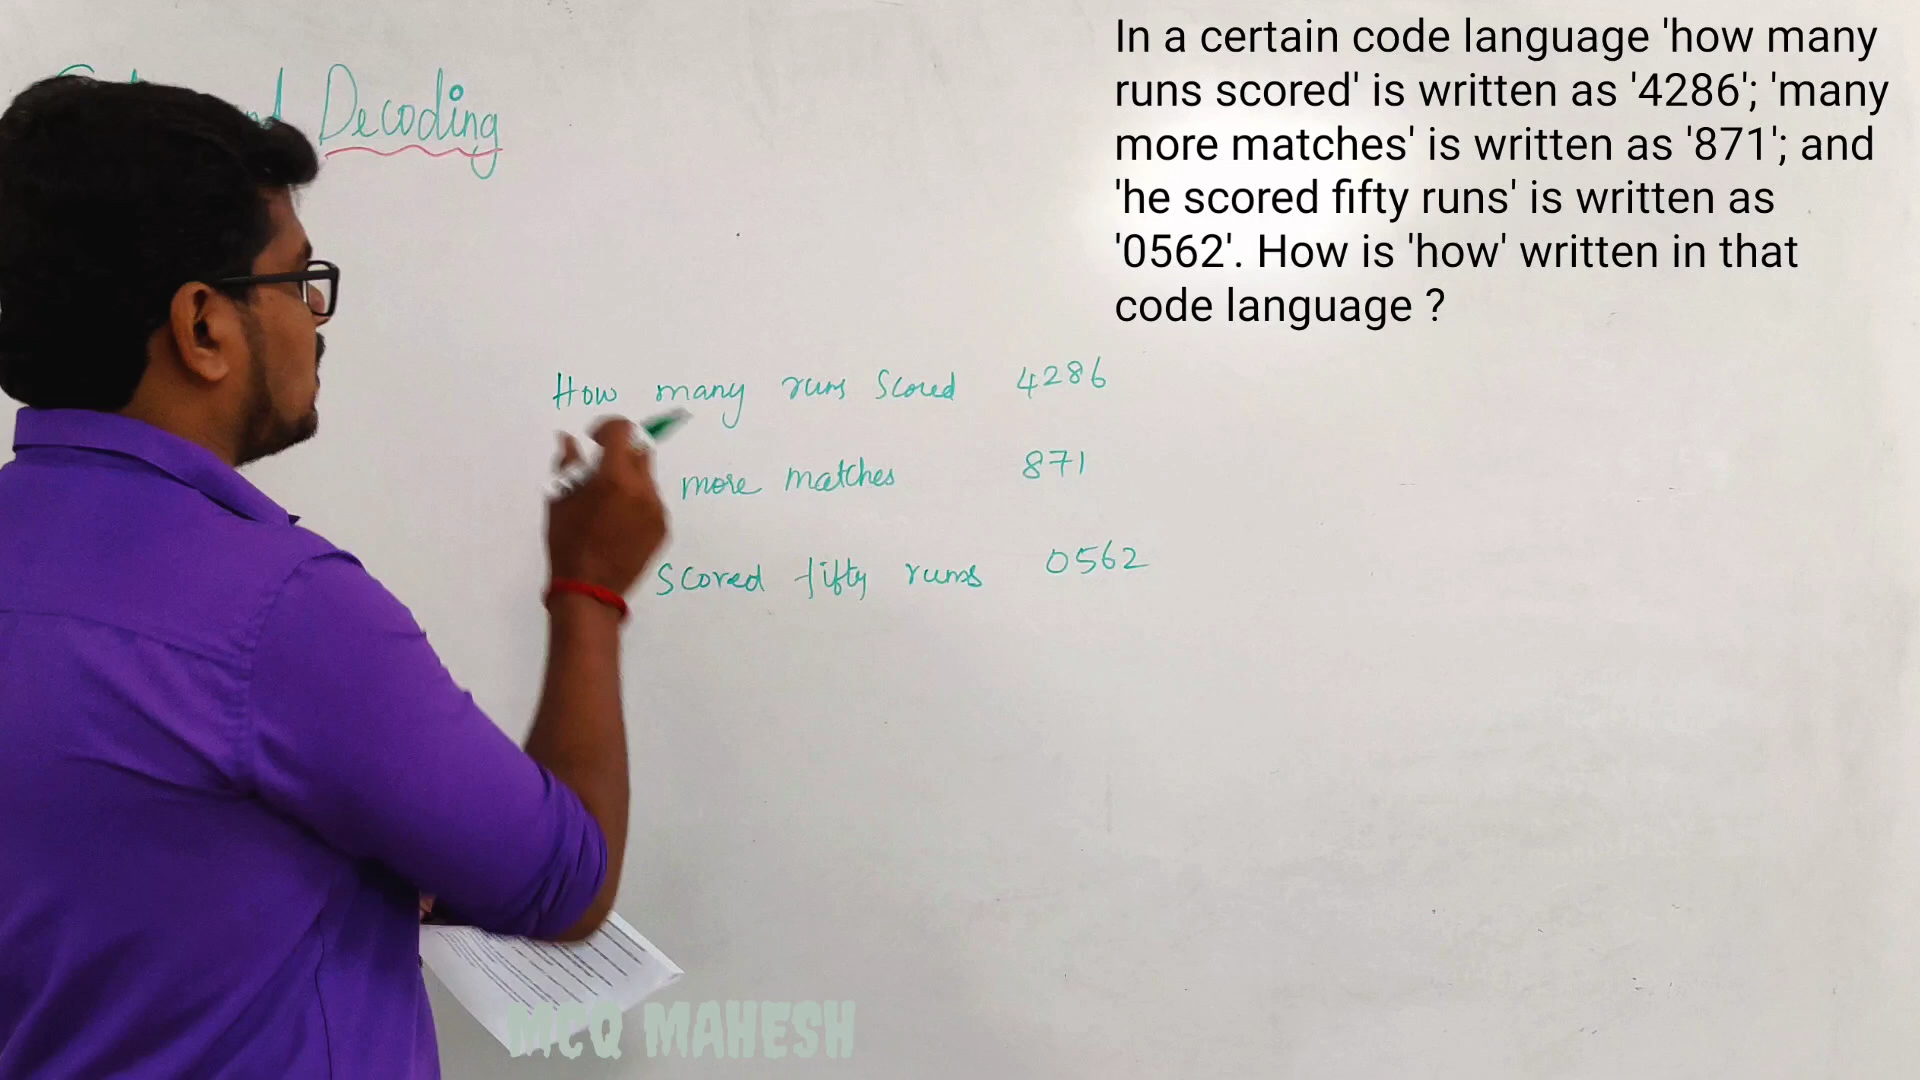 Decoding
In a certain code language 'how many
runs scored' is written as '4286'; 'many
more matches' is written as '871'; and
'he scored fifty runs' is written as
'0562'. How is 'how' written in that
code language ?
How many runs Scored 4286
more matches 871
Scored fifty runs 0562
MCQ MAHESH